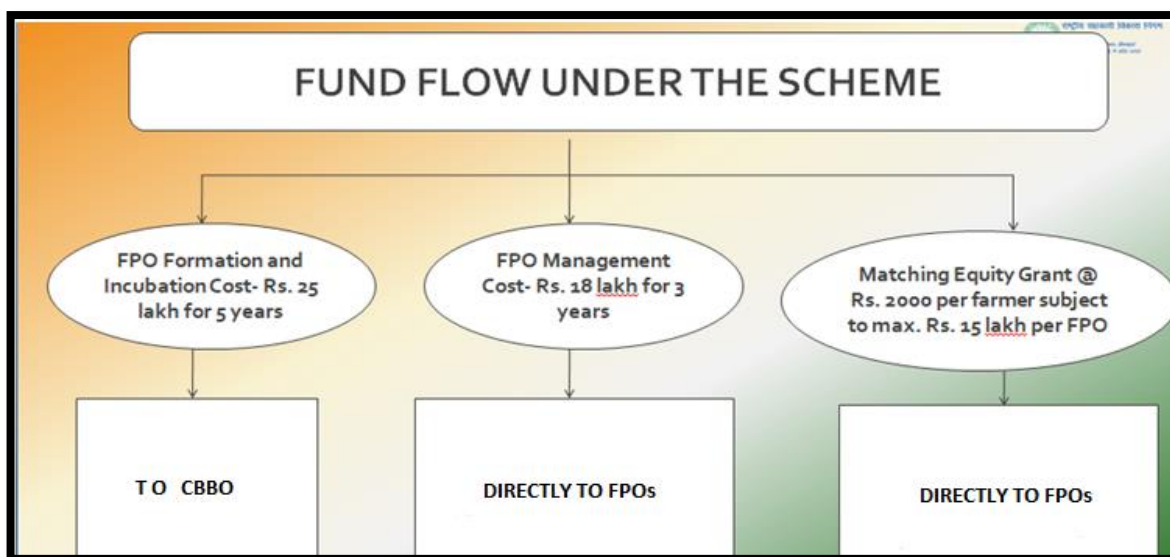 राष्ट्रीय सहकारी विकास निगम
FUND FLOW UNDER THE SCHEME
FPO Formation and
Incubation Cost- Rs. 25
lakh for 5 years
FPO Management
Cost- Rs. 18 lakh for 3
years
Matching Equity Grant @
Rs. 2000 per farmer subject
to max. Rs. 15 lakh per FPO
T O CBBO
DIRECTLY TO FPOs
DIRECTLY TO FPOs